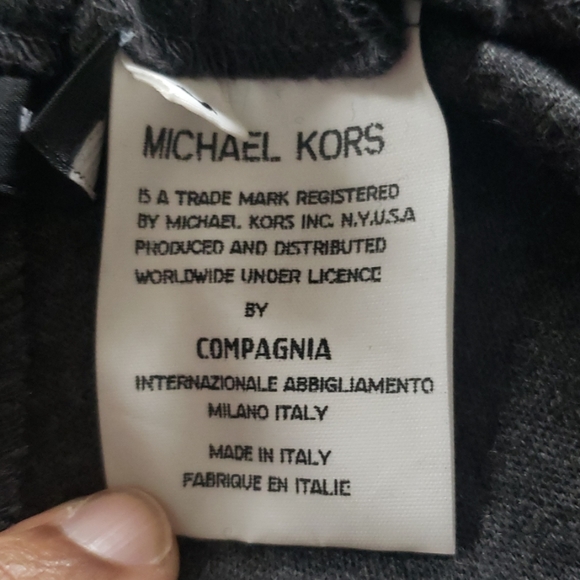 MICHAEL KORS
IS A TRADE MARK REGISTERED
BY MICHAEL KORS INC. N.Y.U.S.A
PRODUCED AND DISTRIBUTED
WORLDWIDE UNDER LICENCE
BY
COMPAGNIA
INTERNAZIONALE ABBIGLIAMENTO
MILANO ITALY
MADE IN ITALY
FABRIQUE EN ITALIE